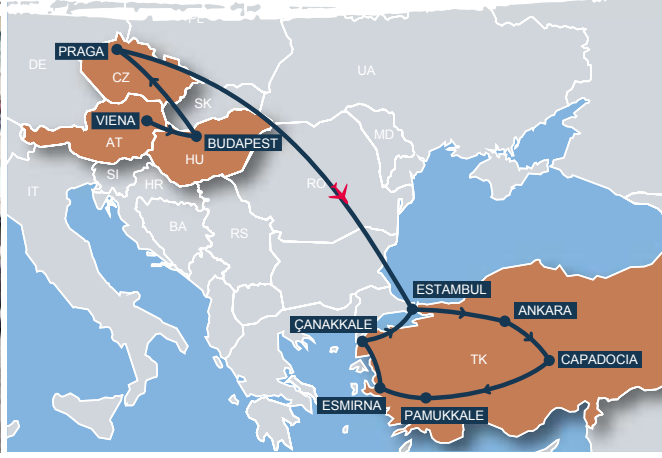 PL
PRAGA
DE
CZ
UA
SK
VIENA
MD
AT
BUDAPEST
HU
SI
HR
RO
IT
BA
RS
ESTAMBUL
ANKARA
ÇANAKKALE
TK
CAPADOCIA
ESMIRNA
PAMUKKALE